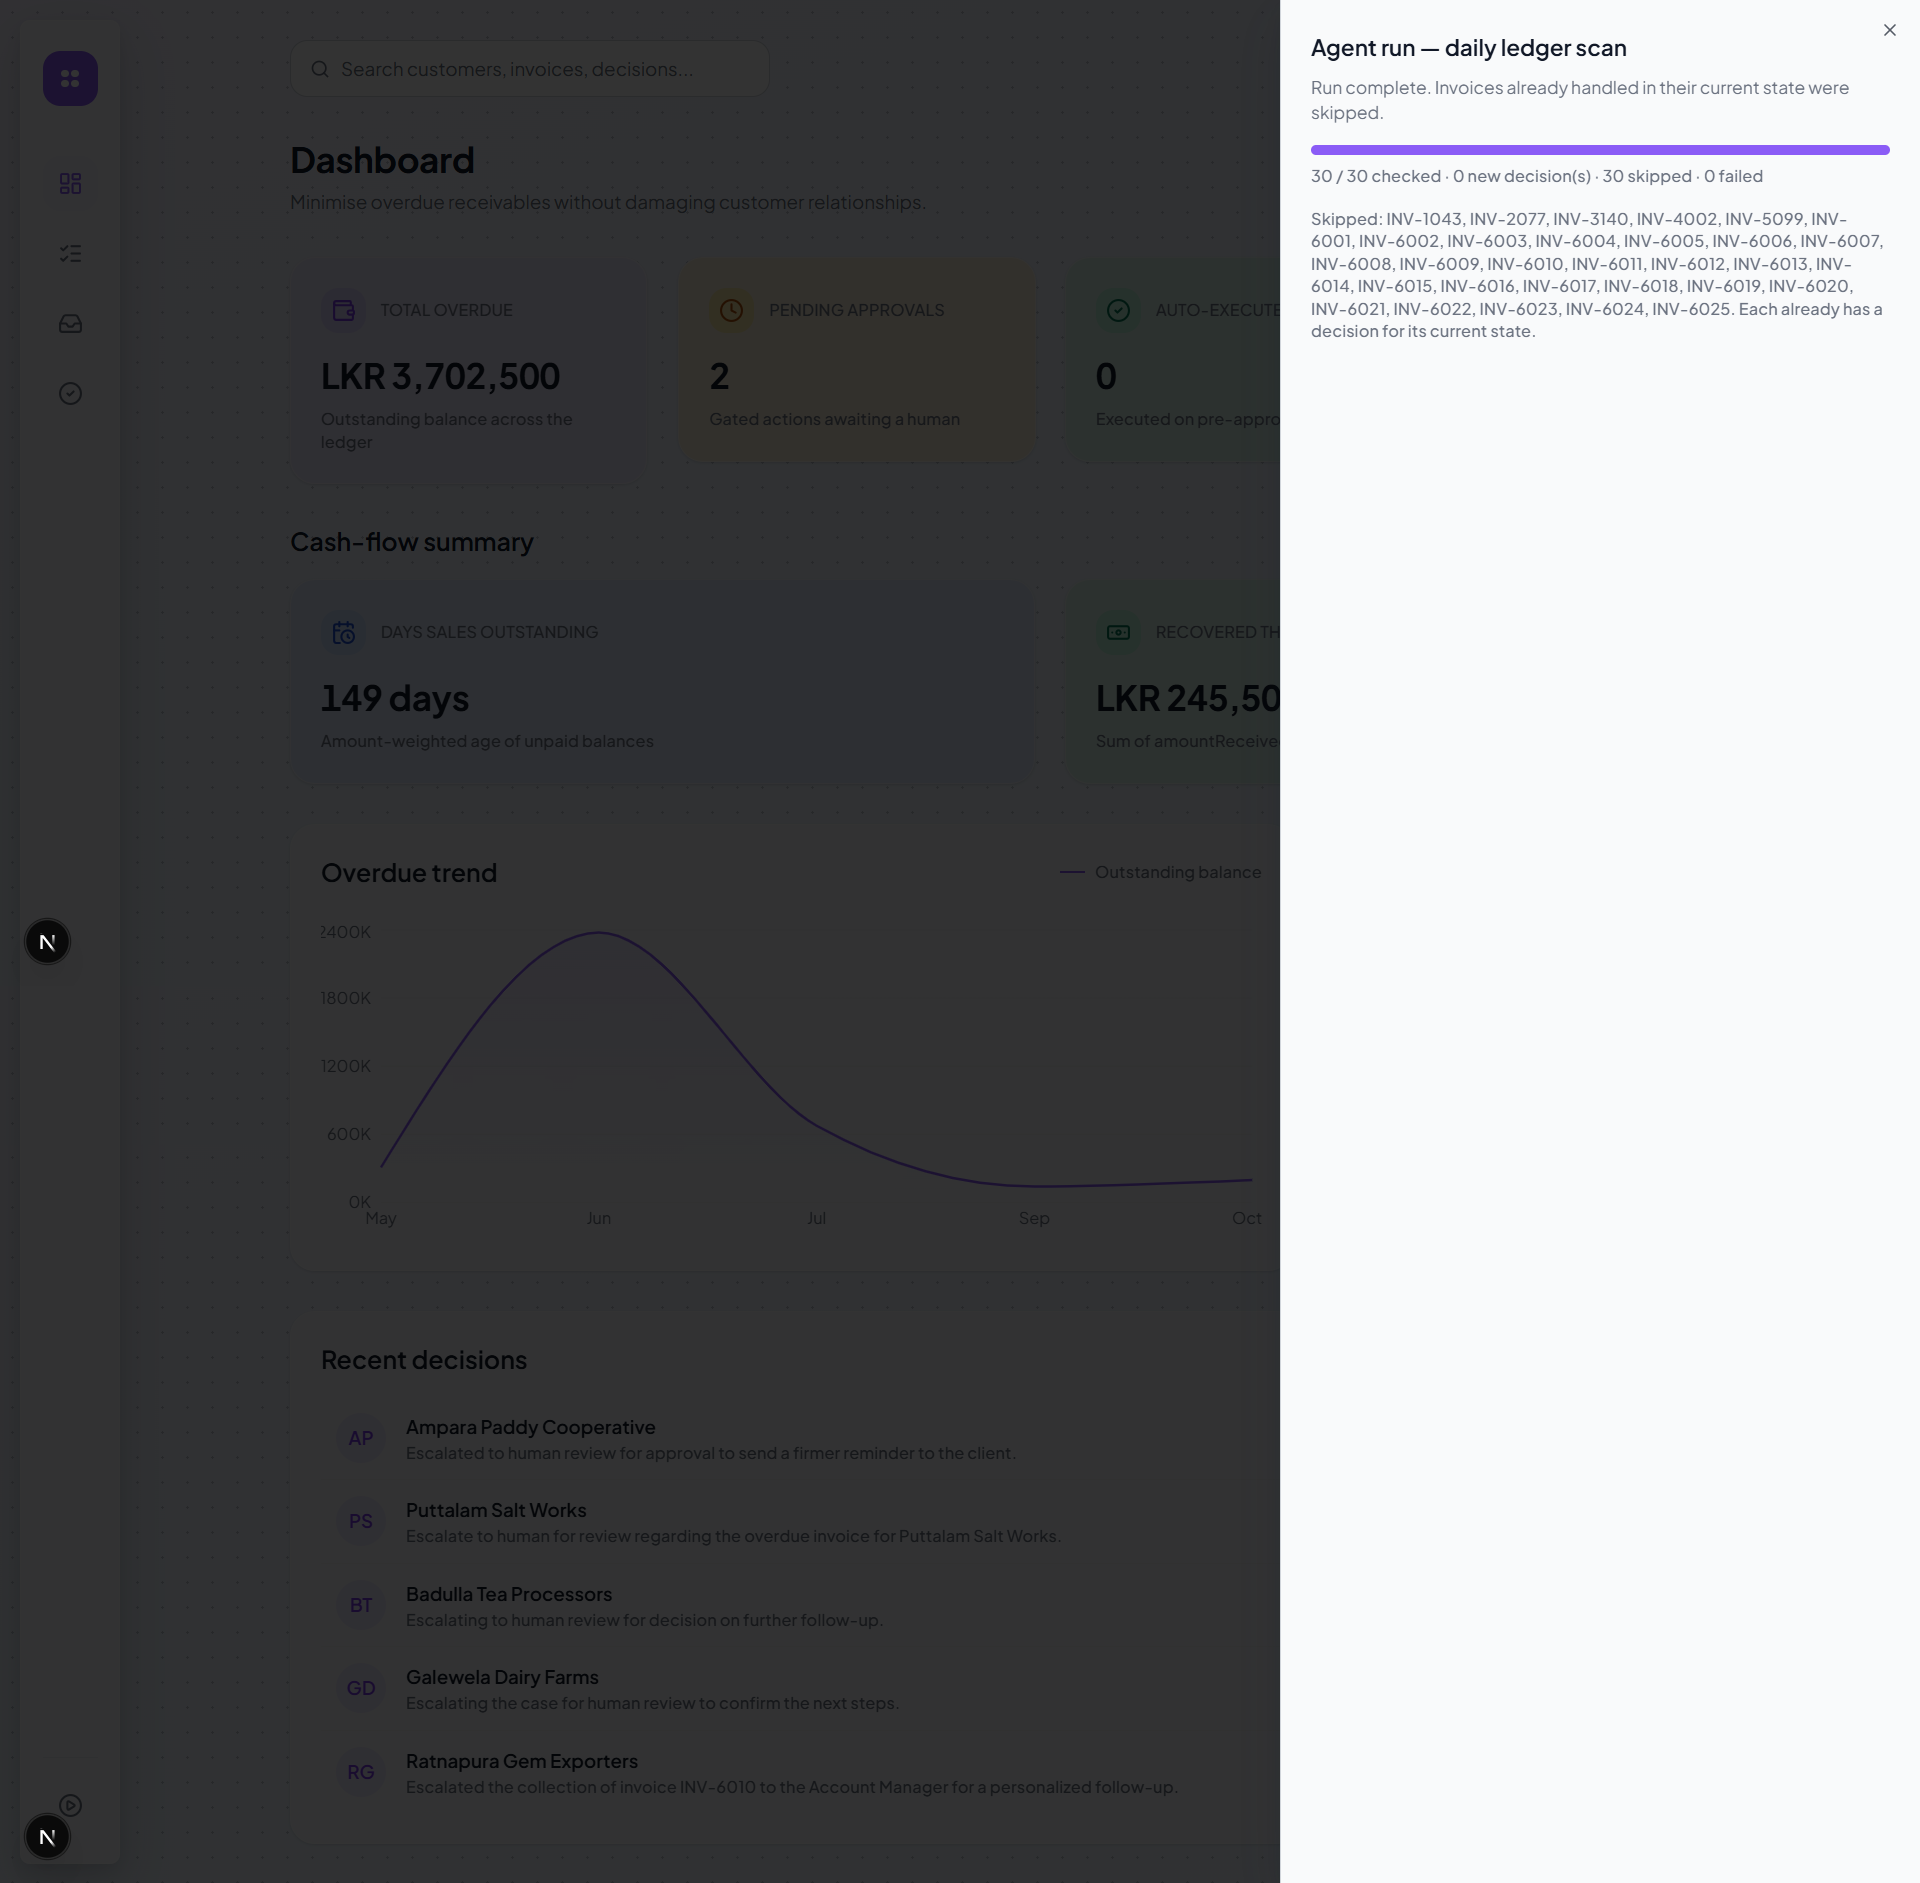 Search customers, invoices, decisions...
Dashboard
Minimise overdue receivables without damaging customer relationships.
TOTAL OVERDUE
LKR 3,702,500
Outstanding balance across the
ledger
PENDING APPROVALS
2
Gated actions awaiting a human
AUTO-EXECUTE
0
Executed on pre-appro
Cash-flow summary
DAYS SALES OUTSTANDING
149 days
Amount-weighted age of unpaid balances
RECOVERED TH
LKR 245,50
Sum of amountReceive
Overdue trend
Outstanding balance
2400K
1800K
1200K
600K
0K
May Jun Jul Sep Oct
Recent decisions
AP
Ampara Paddy Cooperative
Escalated to human review for approval to send a firmer reminder to the client.
PS
Puttalam Salt Works
Escalate to human for review regarding the overdue invoice for Puttalam Salt Works.
BT
Badulla Tea Processors
Escalating to human review for decision on further follow-up.
GD
Galewela Dairy Farms
Escalating the case for human review to confirm the next steps.
RG
Ratnapura Gem Exporters
Escalated the collection of invoice INV-6010 to the Account Manager for a personalized follow-up.
N
N
Agent run — daily ledger scan
Run complete. Invoices already handled in their current state were
skipped.
30 / 30 checked · 0 new decision(s) · 30 skipped · 0 failed
Skipped: INV-1043, INV-2077, INV-3140, INV-4002, INV-5099, INV-
6001, INV-6002, INV-6003, INV-6004, INV-6005, INV-6006, INV-6007,
INV-6008, INV-6009, INV-6010, INV-6011, INV-6012, INV-6013, INV-
6014, INV-6015, INV-6016, INV-6017, INV-6018, INV-6019, INV-6020,
INV-6021, INV-6022, INV-6023, INV-6024, INV-6025. Each already has a
decision for its current state.